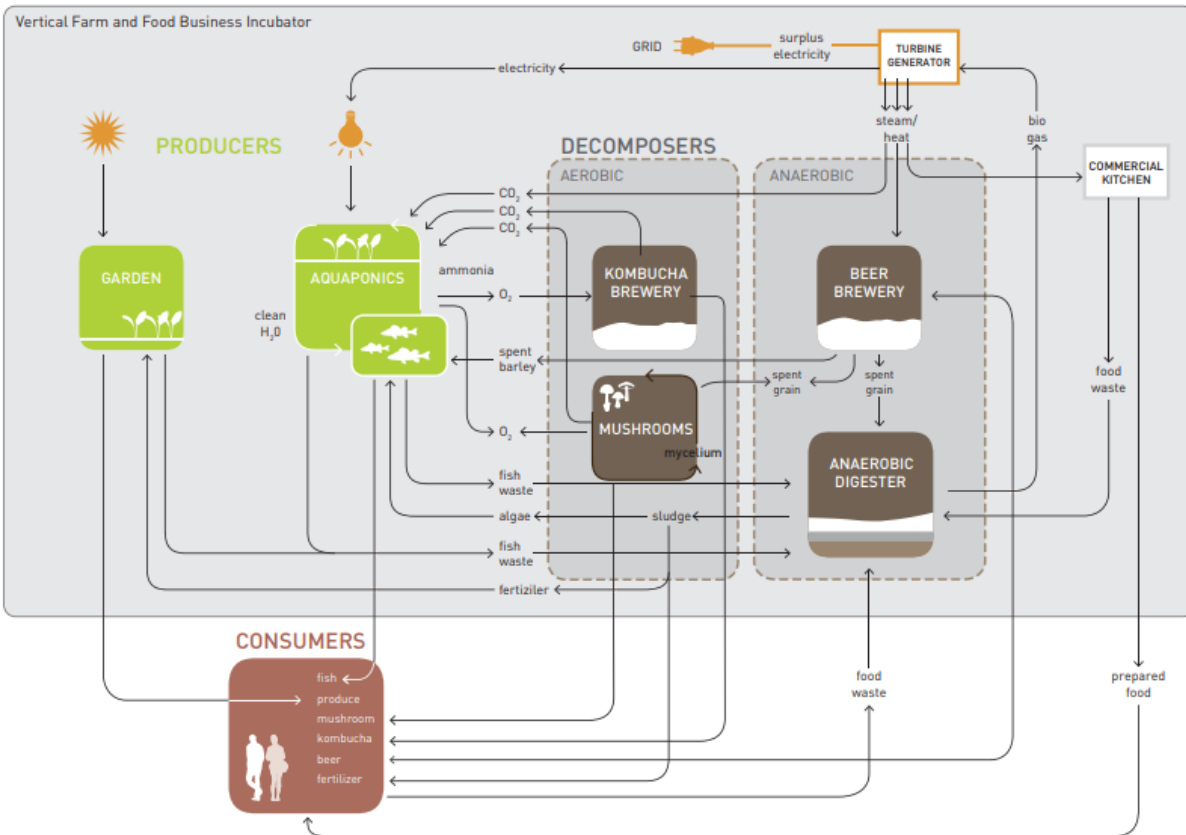 Vertical Farm and Food Business Incubator
GRID
surplus
electricity
TURBINE
GENERATOR
electricity
steam/
heat
bio
gas
PRODUCERS
DECOMPOSERS
AEROBIC
ANAEROBIC
COMMERCIAL
KITCHEN
CO₂
CO₂
CO₂
GARDEN
AQUAPONICS
ammonia
O₂
KOMBUCHA
BREWERY
BEER
BREWERY
clean
H₂0
spent
barley
spent
grain
spent
grain
food
waste
O₂
MUSHROOMS
mycelium
ANAEROBIC
DIGESTER
fish
waste
algae
sludge
fish
waste
fertiziler
CONSUMERS
fish
produce
mushroom
kombucha
beer
fertilizer
food
waste
prepared
food